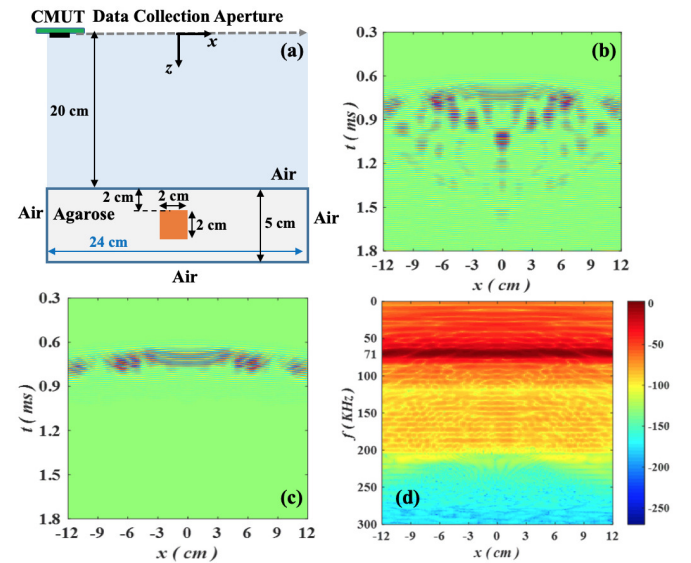 CMUT Data Collection Aperture
(a)
x
z
20 cm
Air
2 cm
2 cm
Air
Agarose
2 cm
5 cm
Air
24 cm
Air
(b)
0.3
0.6
0.9
1.2
1.5
1.8
t ( ms )
-12 -9 -6 -3 0 3 6 9 12
x ( cm )
(c)
0.3
0.6
0.9
1.2
1.5
1.8
t ( ms )
-12 -9 -6 -3 0 3 6 9 12
x ( cm )
(d)
0
50
71
100
150
200
250
300
f ( KHz )
-12 -9 -6 -3 0 3 6 9 12
x ( cm )
0
-50
-100
-150
-200
-250